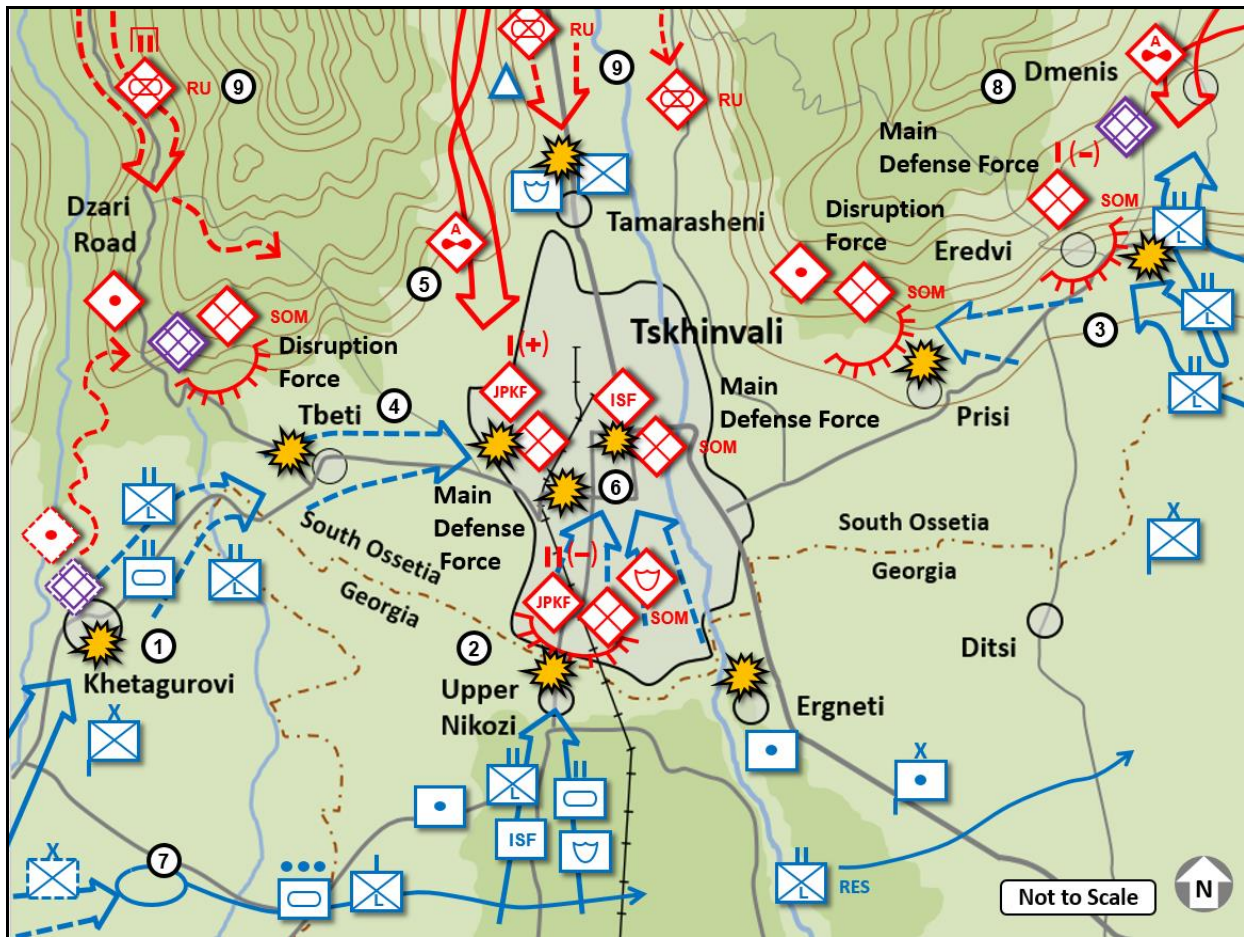 RU
9
9
RU
RU
A
8
Dmenis
Main
Defense Force
I (-)
SOM
Dzari
Road
Tamarasheni
Disruption
Force
Eredvi
A
5
L
SOM
SOM
Disruption
Force
I (+)
Tskhinvali
L
3
JPKF
ISF
Main
Defense Force
L
Tbeti
4
SOM
Prisi
6
L
Main
Defense
Force
South Ossetia
Georgia
South Ossetia
Georgia
X
L
II (-)
JPKF
SOM
1
Khetagurovi
2
Upper
Nikozi
Ergneti
Ditsi
X
X
L
ISF
X
7
I
L
L
RES
Not to Scale
N